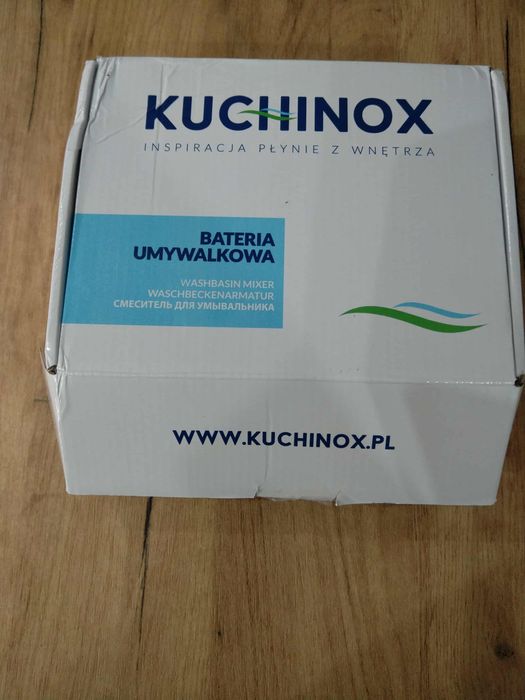 KUCHINOX
INSPIRACJA PŁYNIE Z WNĘTRZA
BATERIA
UMYWALKOWA
WASHBASIN MIXER
WASCHBECKENARMATUR
СМЕСИТЕЛЬ ДЛЯ УМЫВАЛЬНИКА
WWW.KUCHINOX.PL